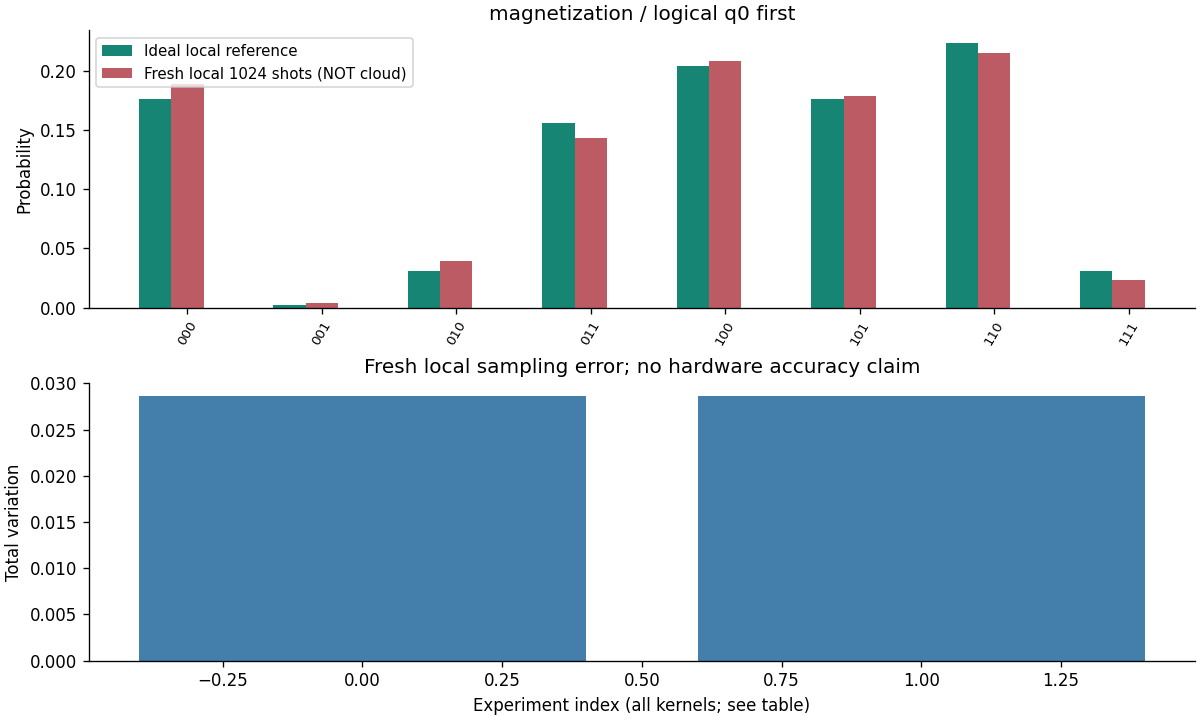 magnetization / logical q0 first
Ideal local reference
Fresh local 1024 shots (NOT cloud)
Probability
0.20
0.15
0.10
0.05
0.00
000 001 010 011 100 101 110 111
Fresh local sampling error; no hardware accuracy claim
Total variation
0.030
0.025
0.020
0.015
0.010
0.005
0.000
−0.25 0.00 0.25 0.50 0.75 1.00 1.25
Experiment index (all kernels; see table)